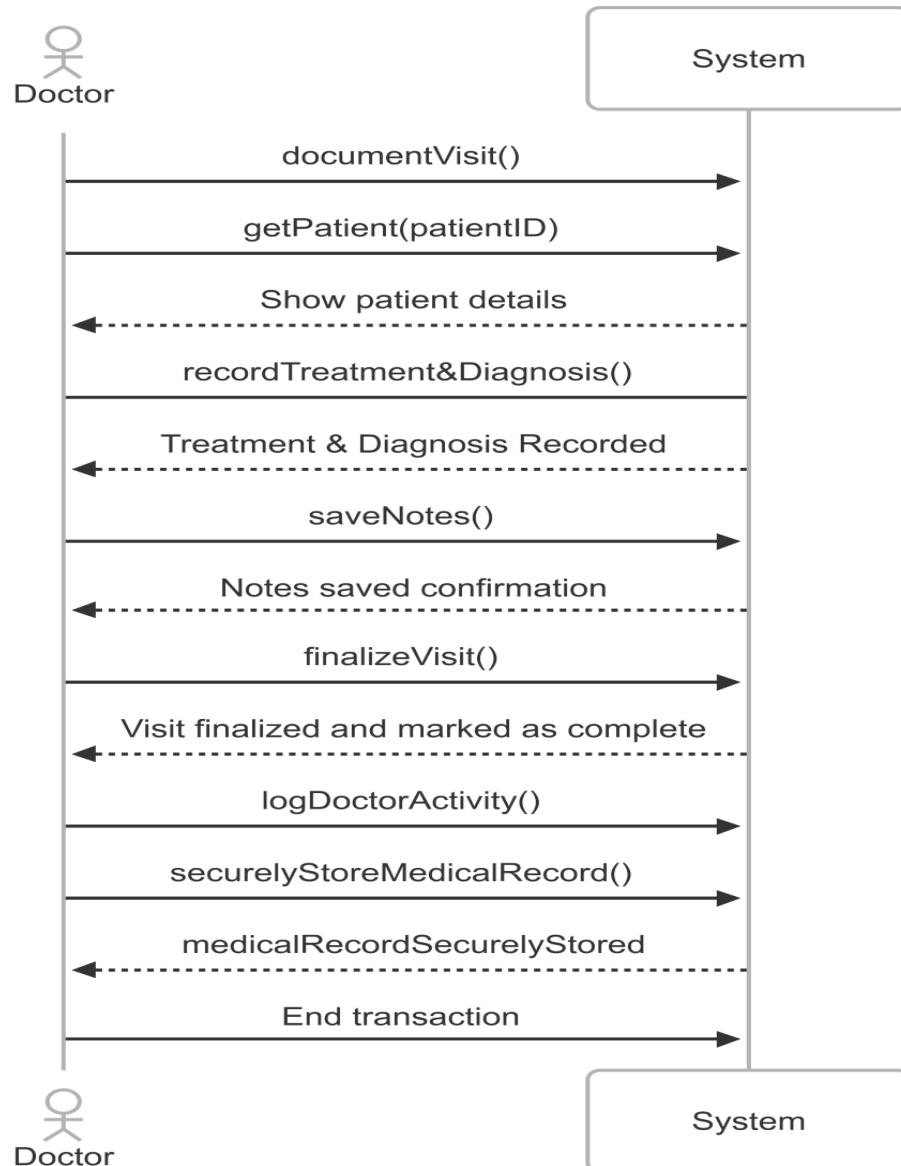 Doctor
System
documentVisit()
getPatient(patientID)
Show patient details
recordTreatment&Diagnosis()
Treatment & Diagnosis Recorded
saveNotes()
Notes saved confirmation
finalizeVisit()
Visit finalized and marked as complete
logDoctorActivity()
securelyStoreMedicalRecord()
medicalRecordSecurelyStored
End transaction
Doctor
System